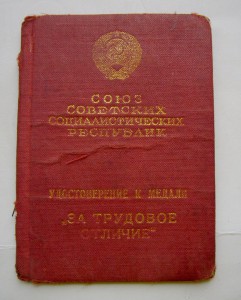 СОЮЗ
СОВЕТСКИХ
СОЦИАЛИСТИЧЕСКИХ
РЕСПУБЛИК
УДОСТОВЕРЕНИЕ К МЕДАЛИ
„ЗА ТРУДОВОЕ
ОТЛИЧИЕ"